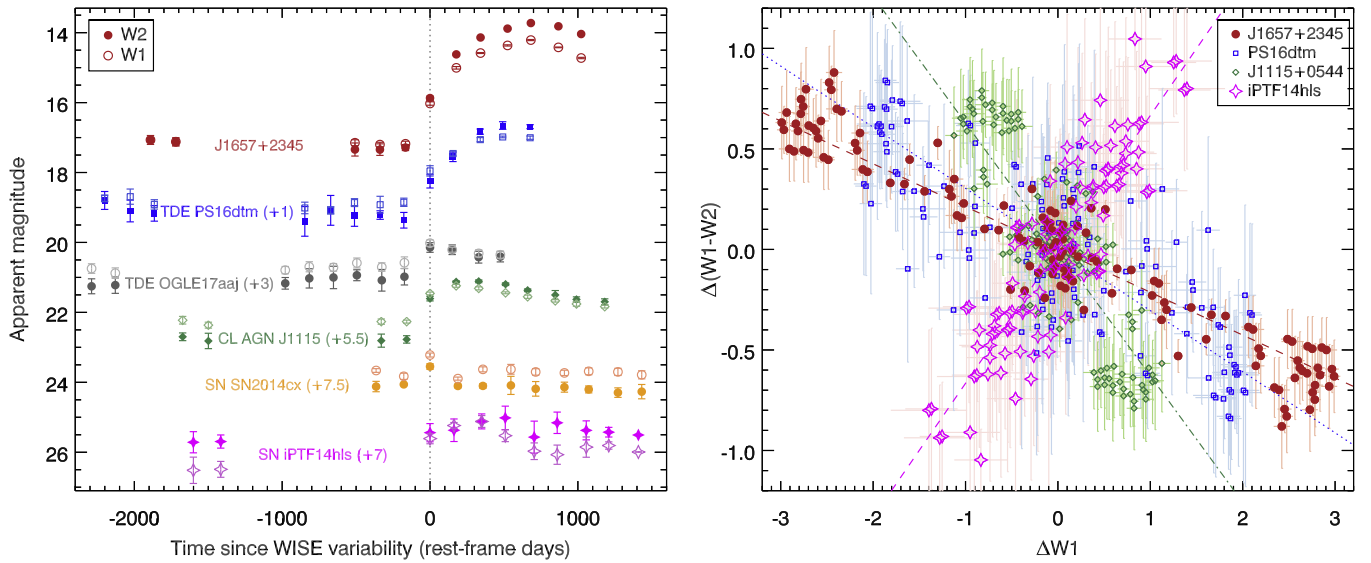 W2
W1
J1657+2345
TDE PS16dtm (+1)
TDE OGLE17aaj (+3)
CL AGN J1115 (+5.5)
SN SN2014cx (+7.5)
SN iPTF14hls (+7)
14
16
18
20
22
24
26
Apparent magnitude
-2000
-1000
0
1000
Time since WISE variability (rest-frame days)
J1657+2345
PS16dtm
J1115+0544
iPTF14hls
1.0
0.5
0.0
-0.5
-1.0
Δ(W1-W2)
-3
-2
-1
0
1
2
3
ΔW1